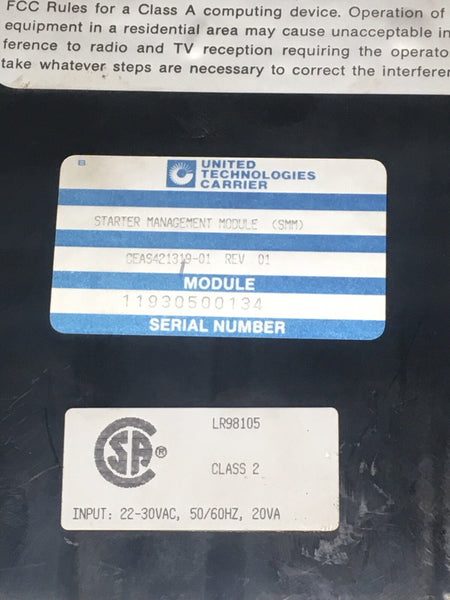 FCC Rules for a Class A computing device. Operation of
equipment in a residential area may cause unacceptable in
ference to radio and TV reception requiring the operato
take whatever steps are necessary to correct the interferen
B
UNITED
TECHNOLOGIES
CARRIER
STARTER MANAGEMENT MODULE (SMM)
CEAS421319-01 REV 01
MODULE
11930500134
SERIAL NUMBER
CSA®
LR98105
CLASS 2
INPUT: 22-30VAC, 50/60HZ, 20VA